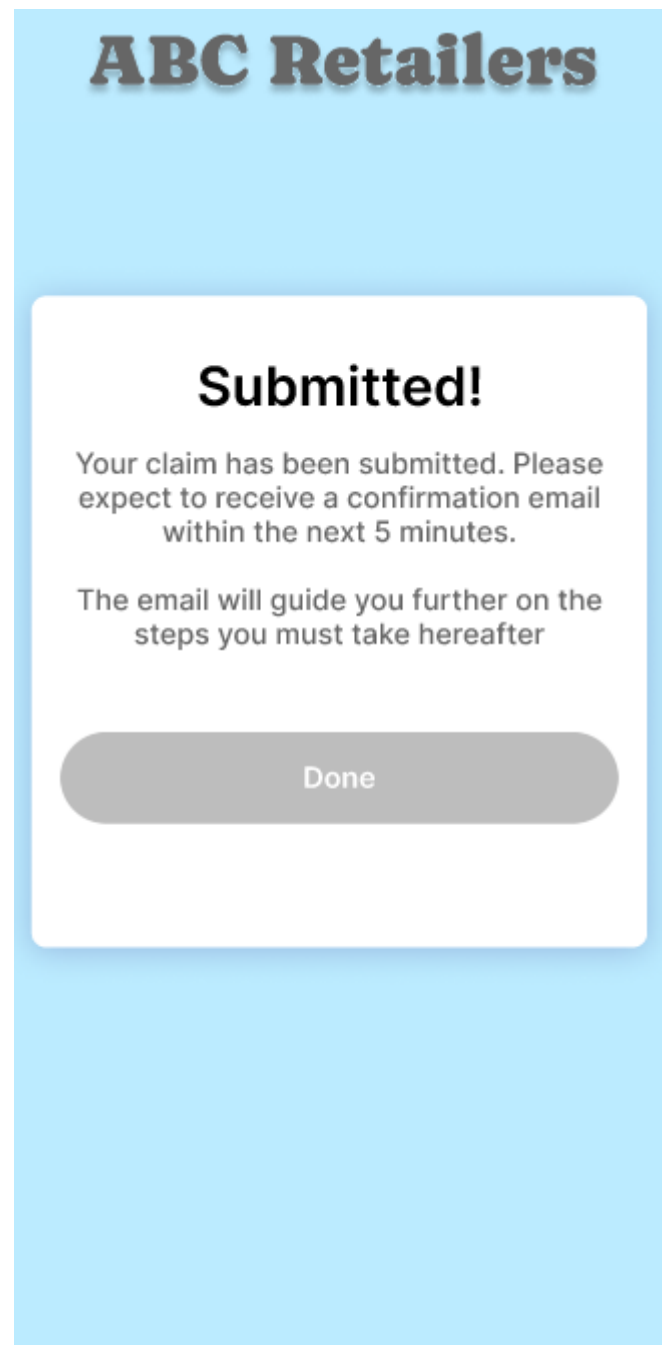 ABC Retailers
Submitted!
Your claim has been submitted. Please
expect to receive a confirmation email
within the next 5 minutes.
The email will guide you further on the
steps you must take hereafter
Done